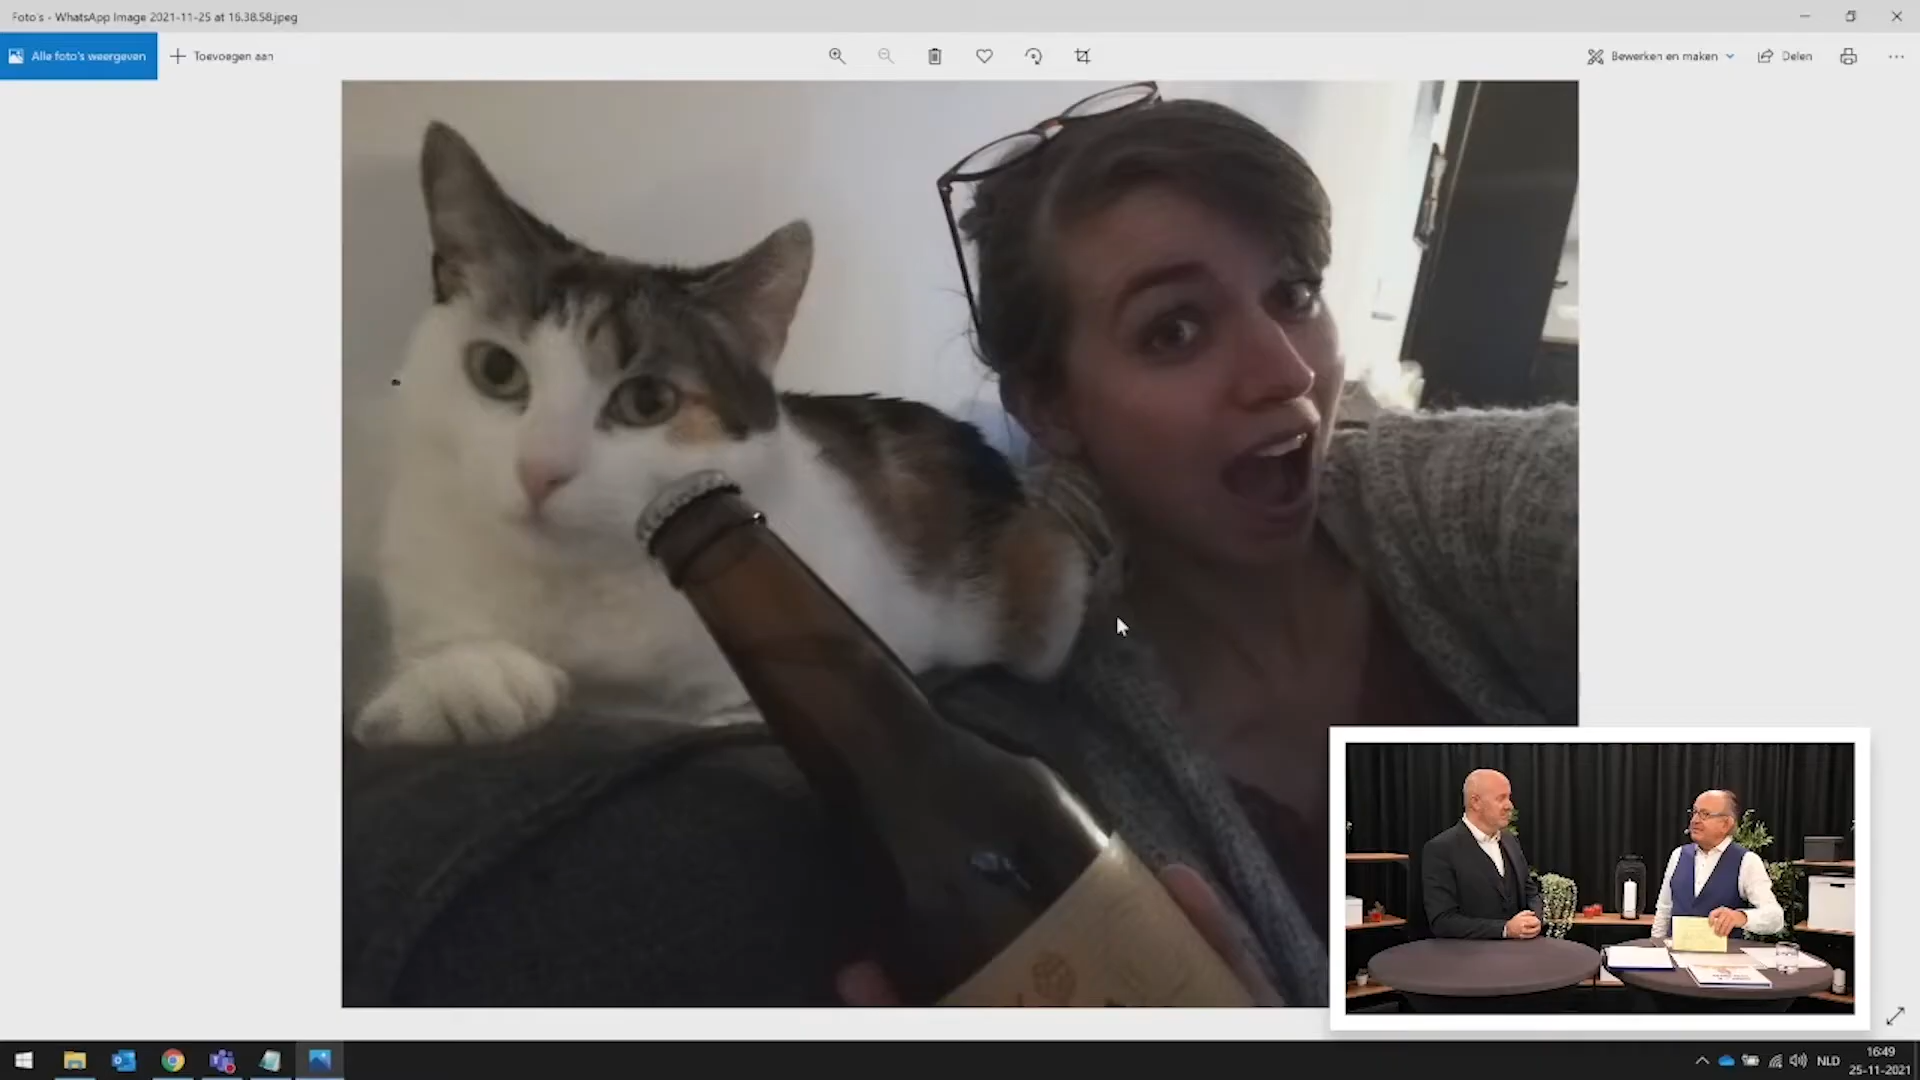 Foto's - WhatsApp Image 2021-11-25 at 16.38.58.jpeg
Alle foto's weergeven
Toevoegen aan
Bewerken en maken
Delen
NLD
16:49
25-11-2021